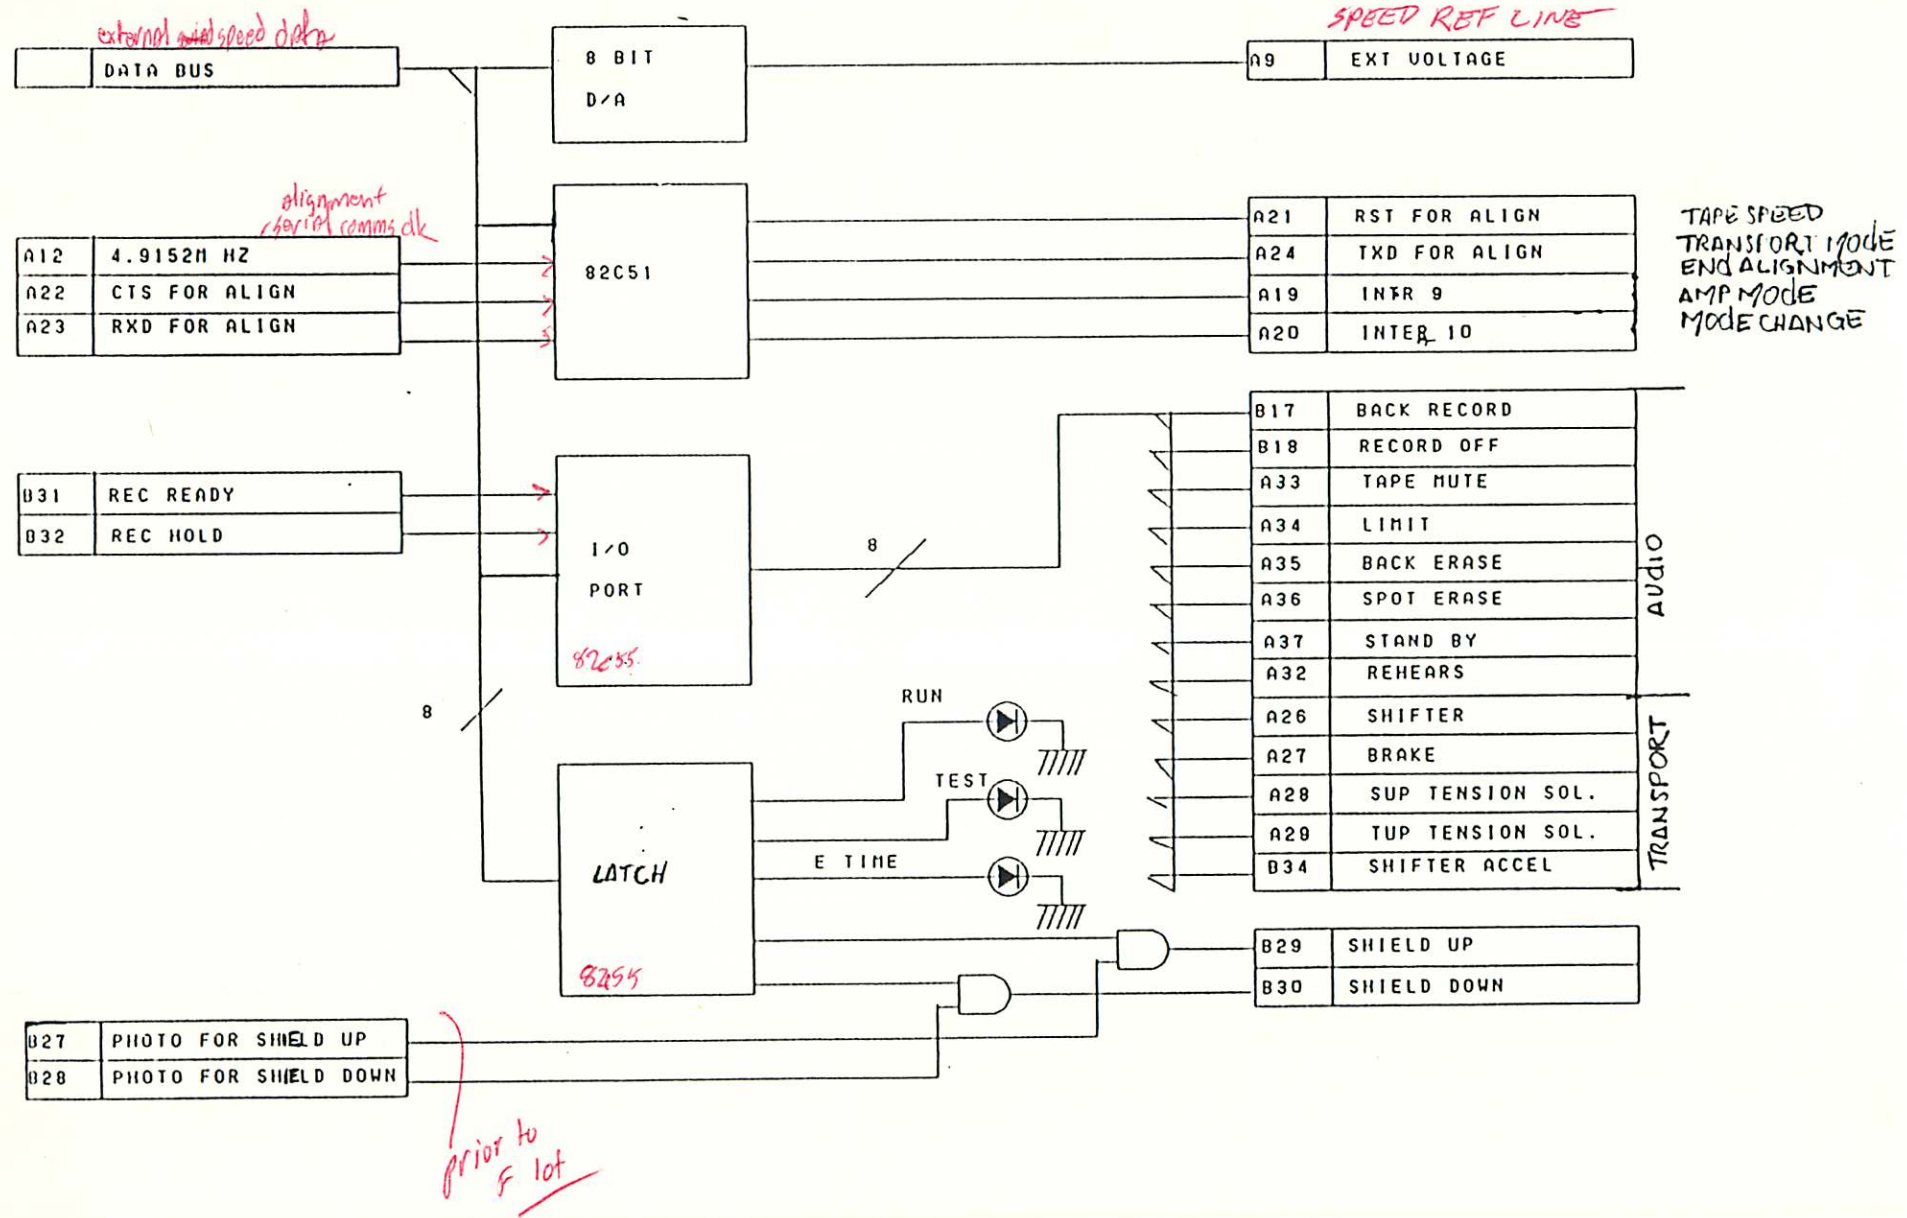 external speed data
DATA BUS
8 BIT
D/A
SPEED REF LINE
A9 EXT VOLTAGE
alignment
serial comms clk
A12 4.9152M HZ
A22 CTS FOR ALIGN
A23 RXD FOR ALIGN
82C51
A21 RST FOR ALIGN
A24 TXD FOR ALIGN
A19 INTR 9
A20 INTER 10
TAPE SPEED
TRANSPORT MODE
END ALIGNMENT
AMP MODE
MODE CHANGE
B31 REC READY
B32 REC HOLD
I/O
PORT
82C55
8
B17 BACK RECORD
B18 RECORD OFF
A33 TAPE MUTE
A34 LIMIT
A35 BACK ERASE
A36 SPOT ERASE
A37 STAND BY
A32 REHEARS
AUDIO
A26 SHIFTER
A27 BRAKE
A28 SUP TENSION SOL.
A29 TUP TENSION SOL.
B34 SHIFTER ACCEL
TRANSPORT
8
RUN
TEST
E TIME
LATCH
B29 SHIELD UP
B30 SHIELD DOWN
B27 PHOTO FOR SHIELD UP
B28 PHOTO FOR SHIELD DOWN
prior to
F lot